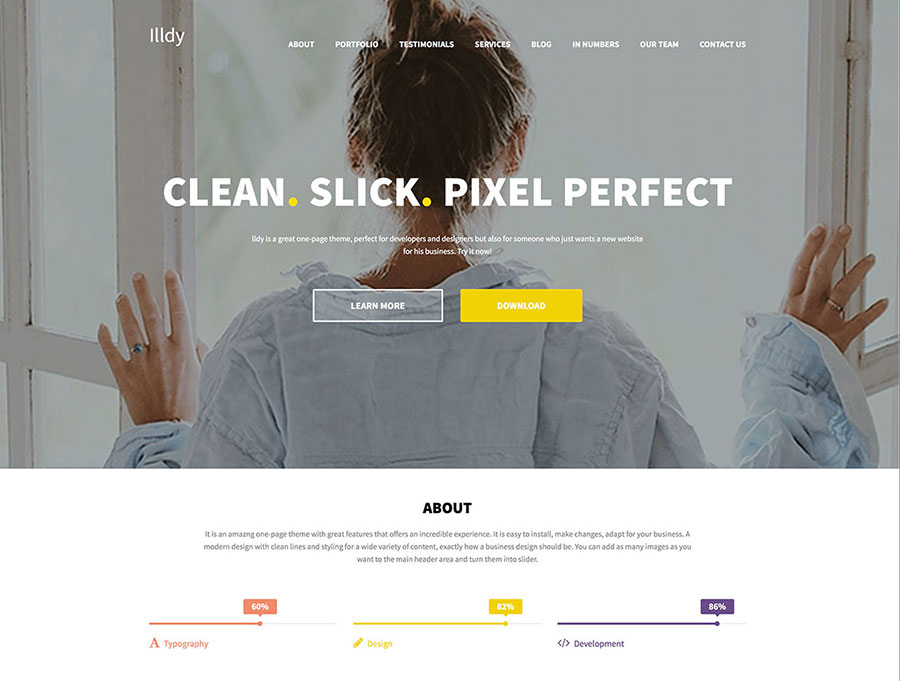 Illdy
ABOUT PORTFOLIO TESTIMONIALS SERVICES BLOG IN NUMBERS OUR TEAM CONTACT US
CLEAN. SLICK. PIXEL PERFECT
lldy is a great one-page theme, perfect for developers and designers but also for someone who just wants a new website
for his business. Try it now!
LEARN MORE DOWNLOAD
ABOUT
It is an amazng one-page theme with great features that offers an incredible experience. It is easy to install, make changes, adapt for your business. A
modern design with clean lines and styling for a wide variety of content, exactly how a business design should be. You can add as many images as you
want to the main header area and turn them into slider.
60% 82% 86%
Typography Design Development